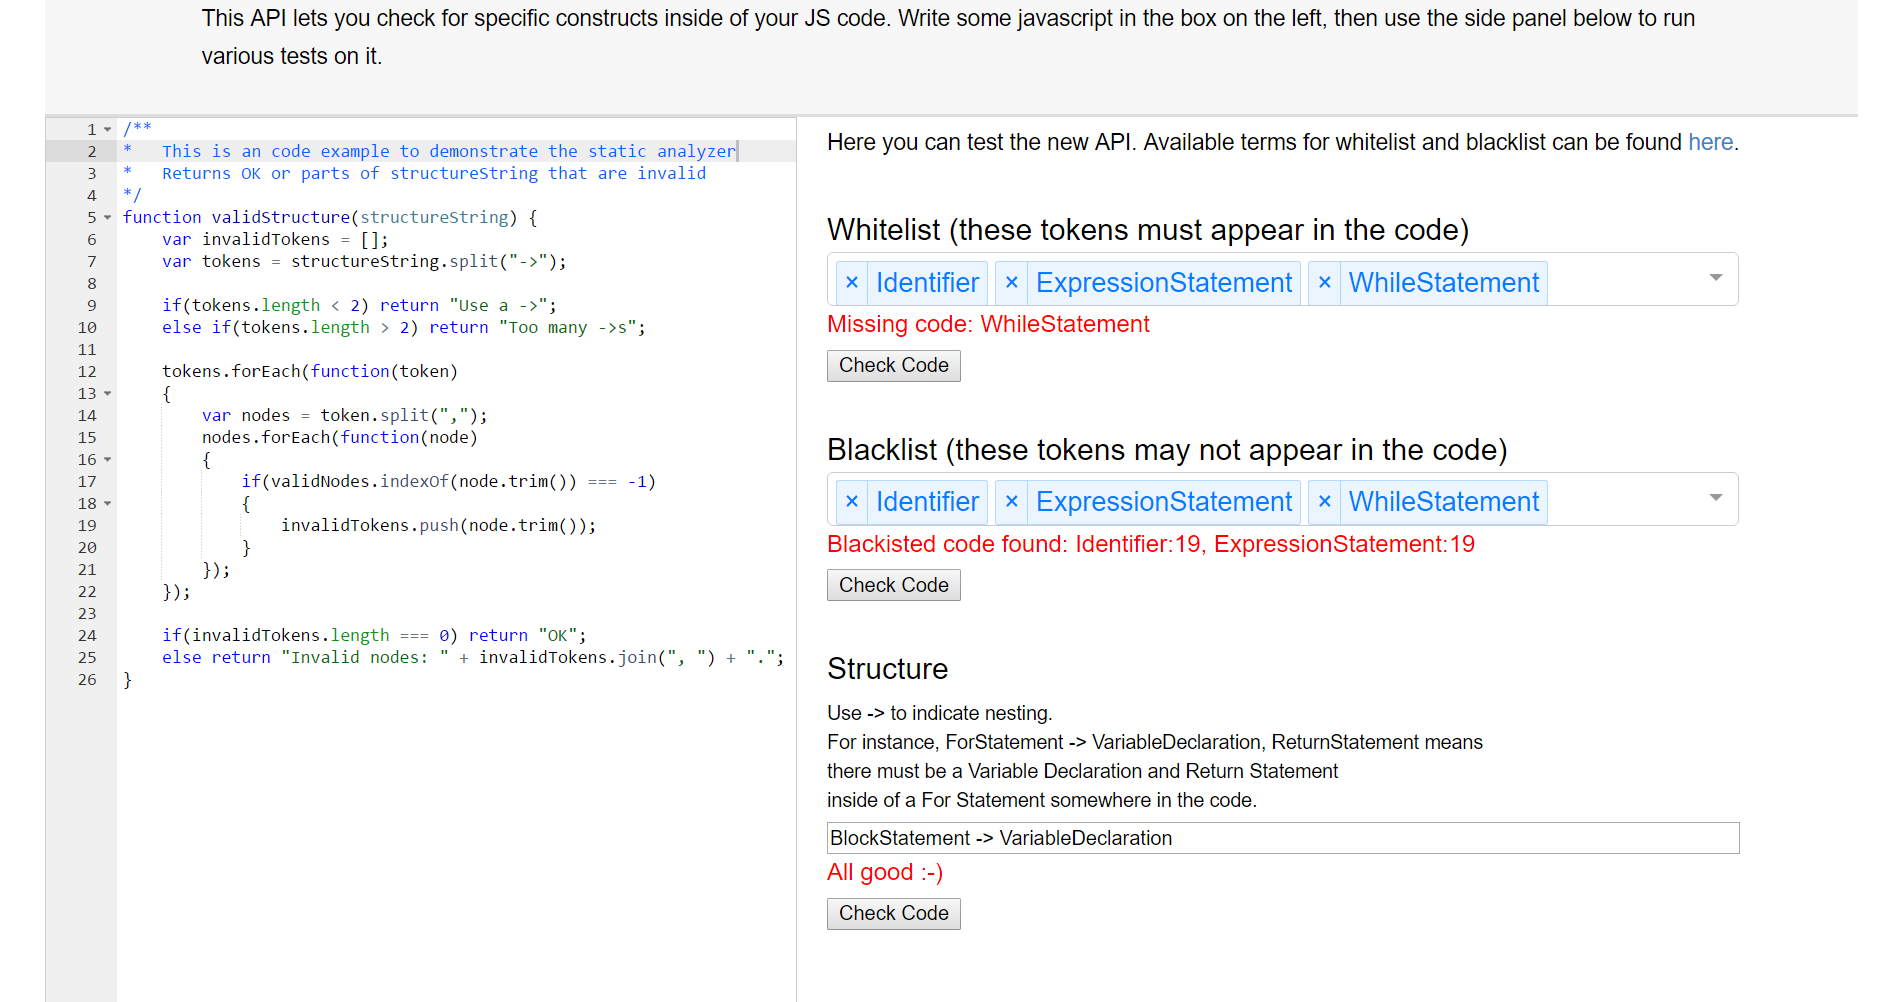 This API lets you check for specific constructs inside of your JS code. Write some javascript in the box on the left, then use the side panel below to run
various tests on it.
1 /**
2 *   This is an code example to demonstrate the static analyzer
3 *   Returns OK or parts of structureString that are invalid
4 */
5 function validStructure(structureString) {
6     var invalidTokens = [];
7     var tokens = structureString.split("->");
8
9     if(tokens.length < 2) return "Use a ->";
10     else if(tokens.length > 2) return "Too many ->s";
11
12     tokens.forEach(function(token)
13     {
14         var nodes = token.split(",");
15         nodes.forEach(function(node)
16         {
17             if(validNodes.indexOf(node.trim()) === -1)
18             {
19                 invalidTokens.push(node.trim());
20             }
21         });
22     });
23
24     if(invalidTokens.length === 0) return "OK";
25     else return "Invalid nodes: " + invalidTokens.join(", ") + ".";
26 }
Here you can test the new API. Available terms for whitelist and blacklist can be found here.
Whitelist (these tokens must appear in the code)
× Identifier × ExpressionStatement × WhileStatement
Missing code: WhileStatement
Check Code
Blacklist (these tokens may not appear in the code)
× Identifier × ExpressionStatement × WhileStatement
Blackisted code found: Identifier:19, ExpressionStatement:19
Check Code
Structure
Use -> to indicate nesting.
For instance, ForStatement -> VariableDeclaration, ReturnStatement means
there must be a Variable Declaration and Return Statement
inside of a For Statement somewhere in the code.
BlockStatement -> VariableDeclaration
All good :-)
Check Code